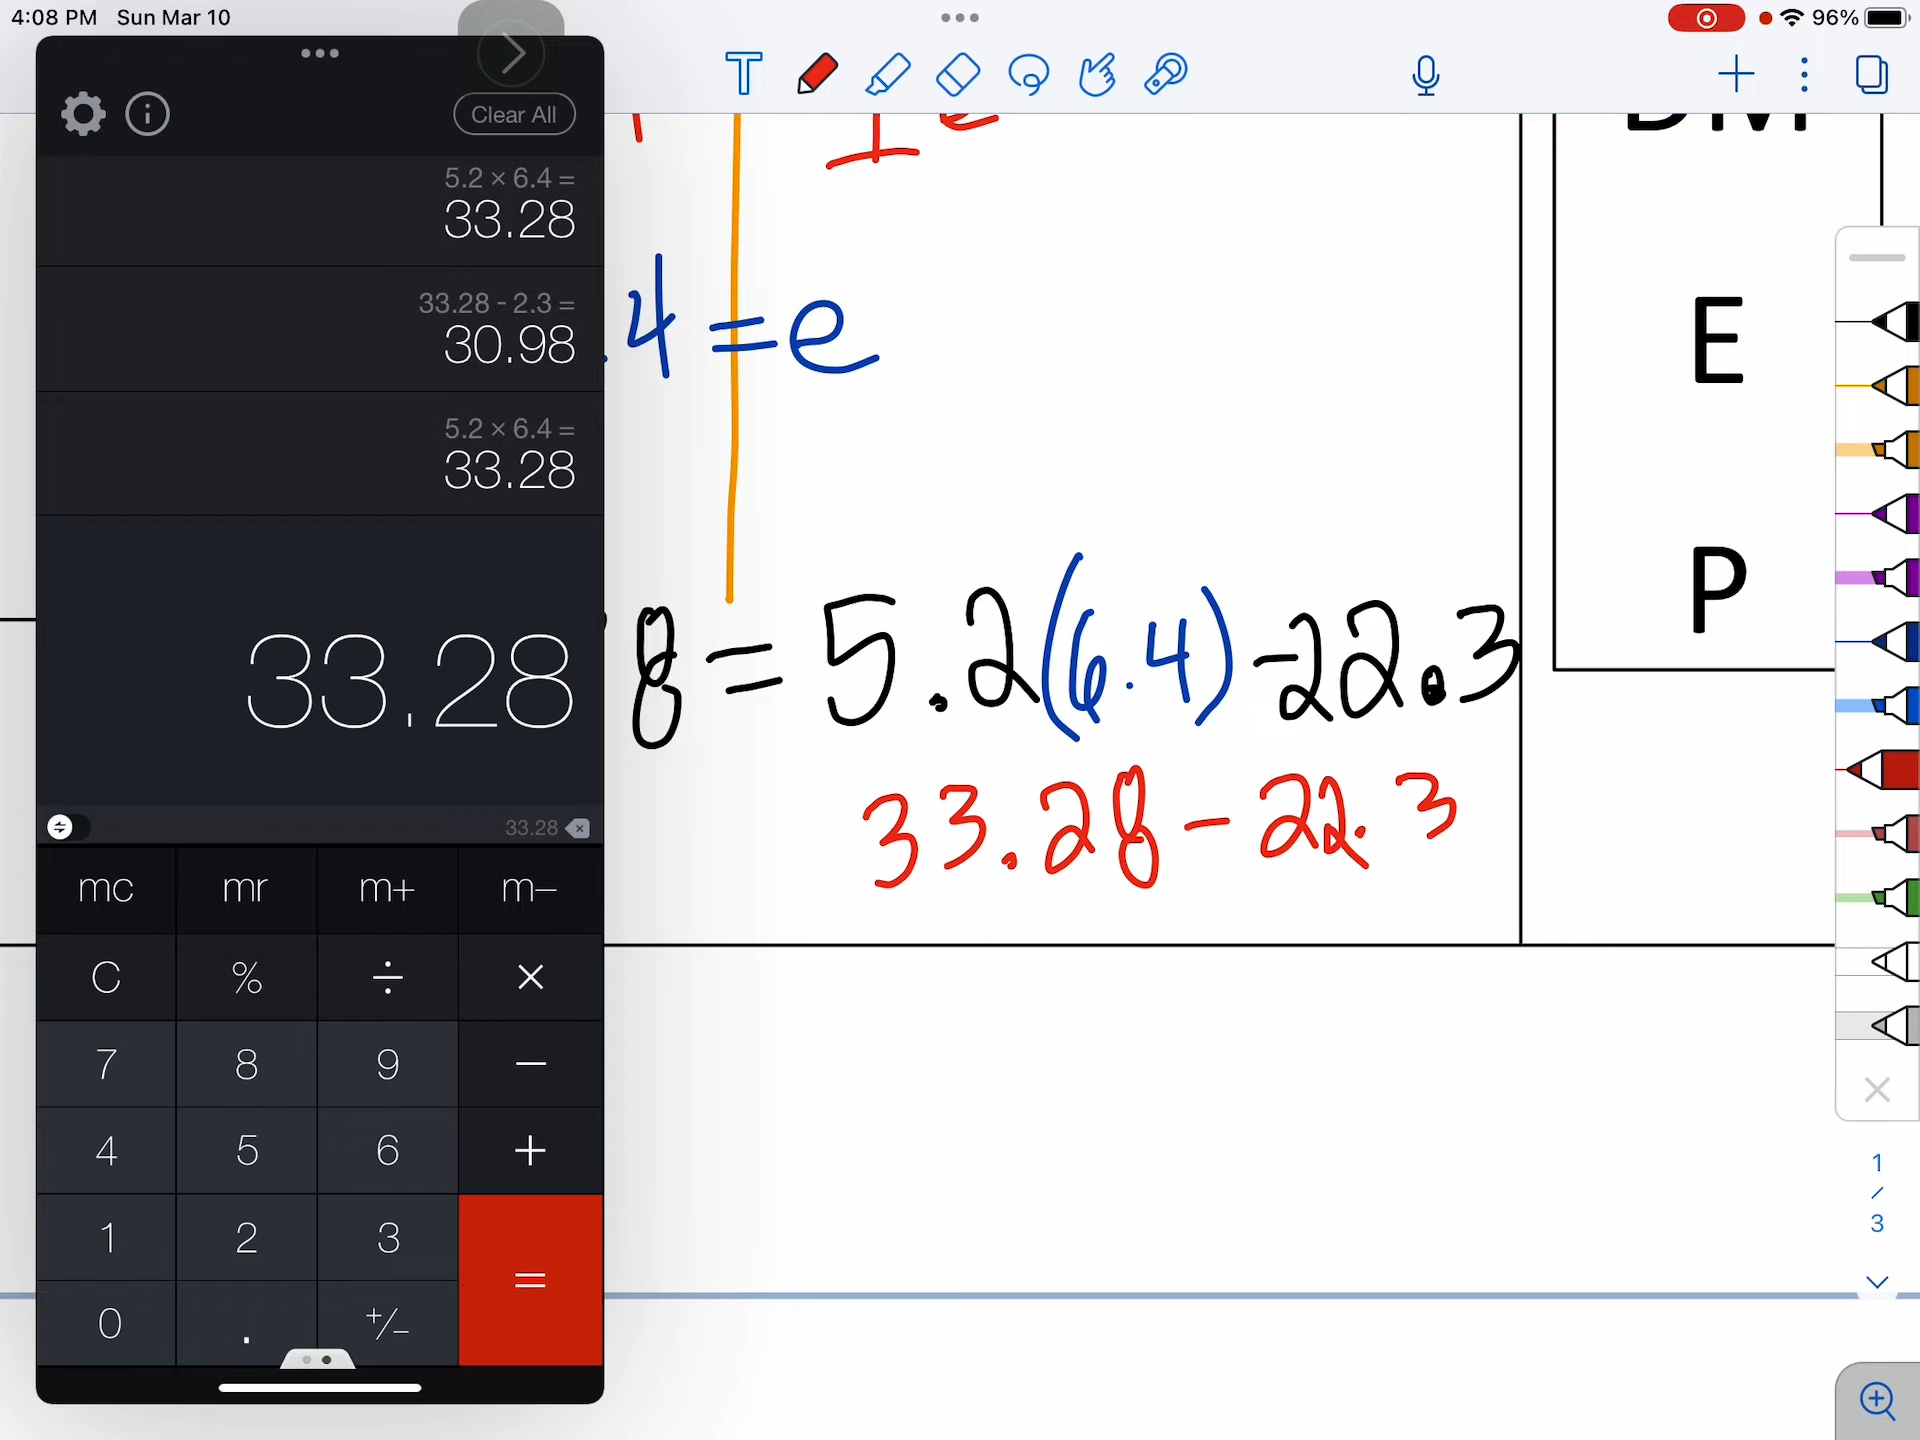 4:08 PM Sun Mar 10
96%
Clear All
5.2 × 6.4 =
33.28
33.28 - 2.3 =
30.98
5.2 × 6.4 =
33.28
33.28
33.28
mc mr m+ m−
C % ÷ ×
7 8 9 −
4 5 6 +
1 2 3 =
0 . +/−
T
.4 = e
8 = 5.2(6.4) -22.3
33.28 - 22.3
DM
E
P
1
/
3